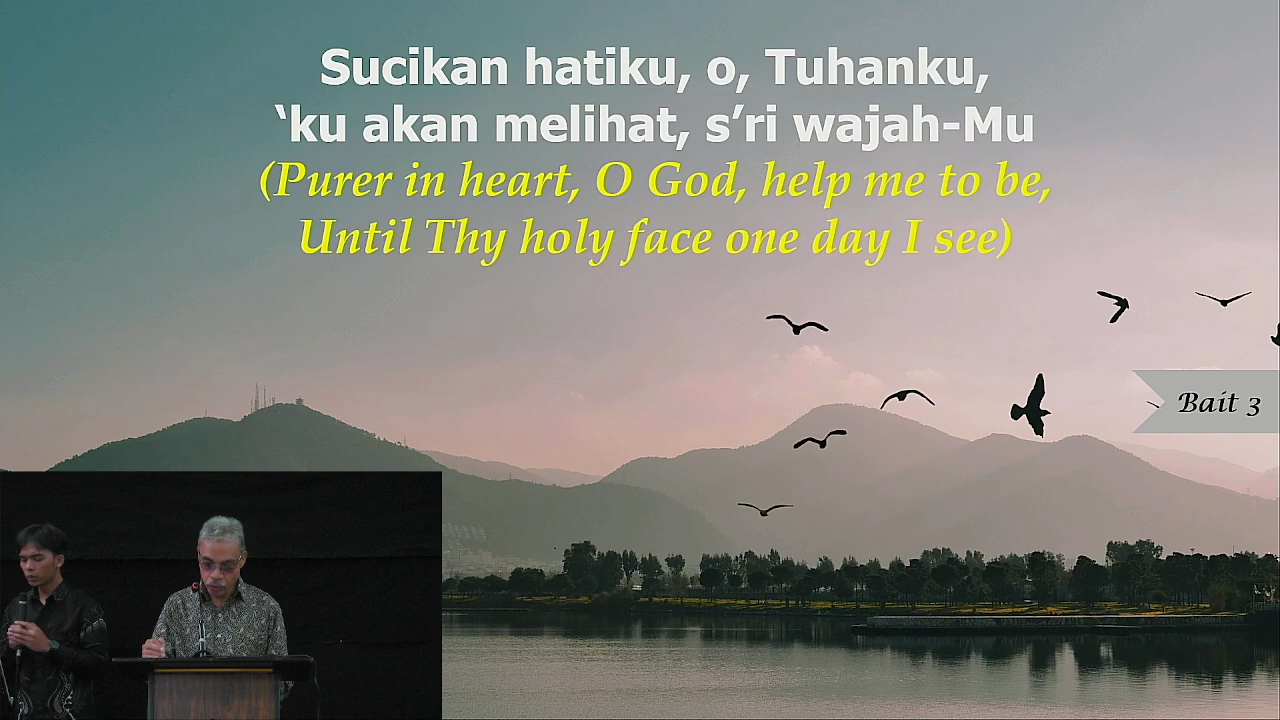 Sucikan hatiku, o, Tuhanku,
‘ku akan melihat, s’ri wajah-Mu
(Purer in heart, O God, help me to be,
Until Thy holy face one day I see)
Bait 3